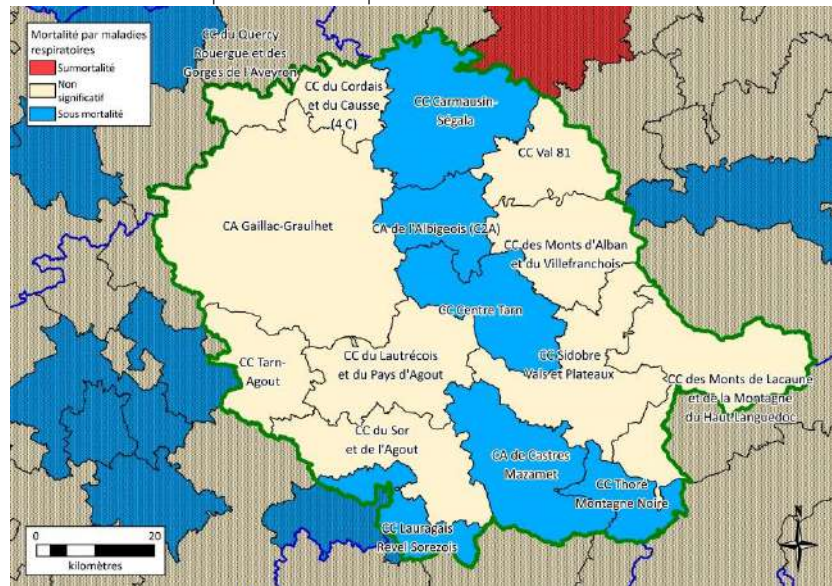 Mortalité par maladies
respiratoires
Surmortalité
Non
significatif
Sous mortalité
CC du Quercy
Rouergue et des
Gorges de l'Aveyron
CC du Cordais
et du Causse
(4 C)
CC Carmausin-
Ségala
CC Val 81
CA Gaillac-Graulhet
CA de l'Albigeois (C2A)
CC des Monts d'Alban
et du Villefranchois
CC Centre Tarn
CC Tarn-
Agout
CC du Lautrécois
et du Pays d'Agout
CC Sidobre
Vals et Plateaux
CC des Monts de Lacaune
et de la Montagne
du Haut Languedoc
CC du Sor
et de l'Agout
CA de Castres
Mazamet
CC Thoré
Montagne Noire
CC Lauragais
Revel Sorezois
0 20
kilomètres
N